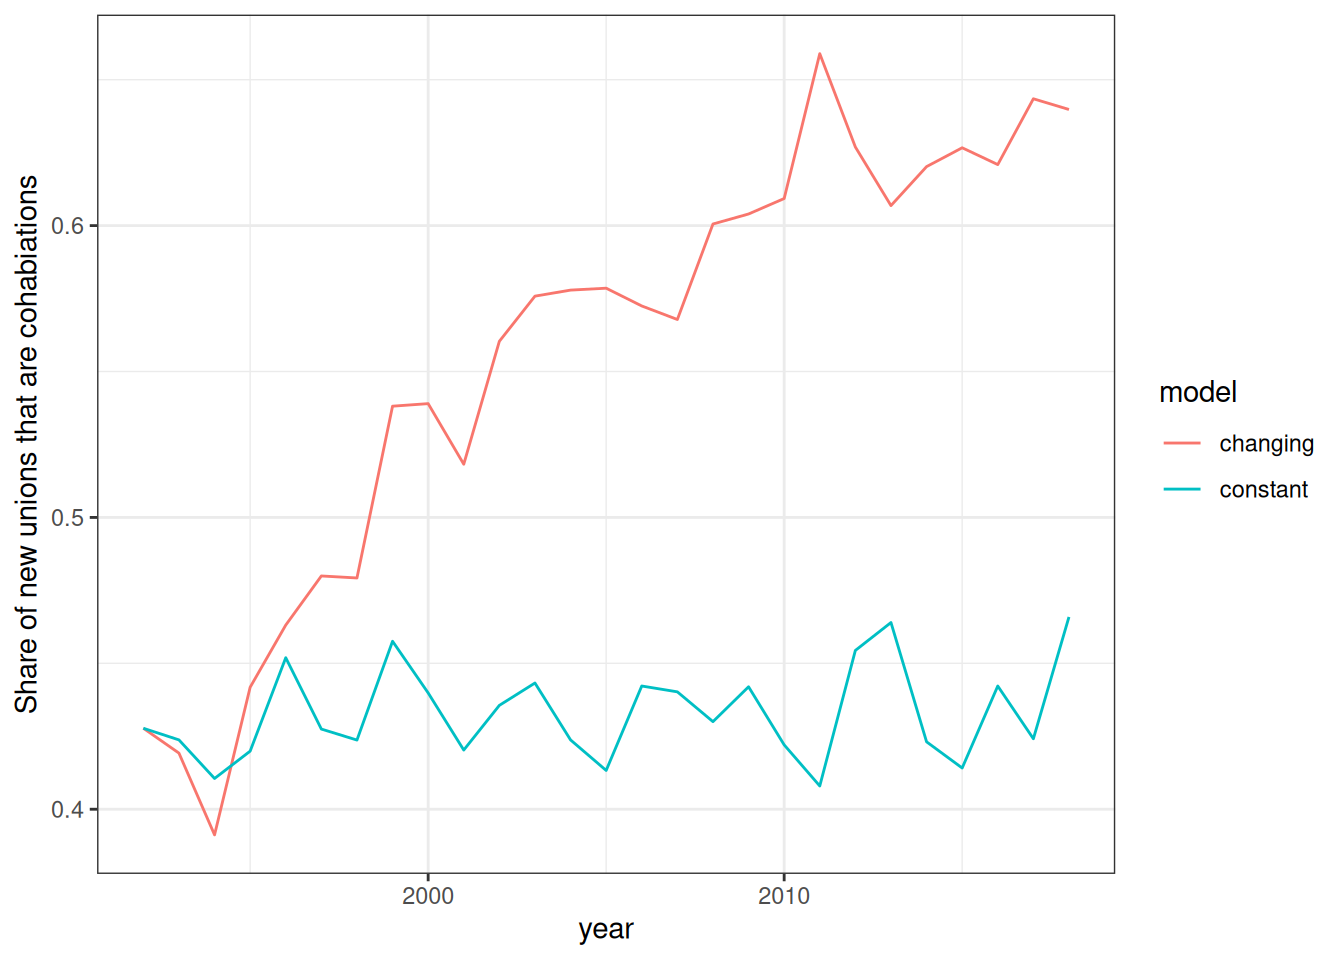 Share of new unions that are cohabiations
0.6
0.5
0.4
2000
2010
year
model
changing
constant